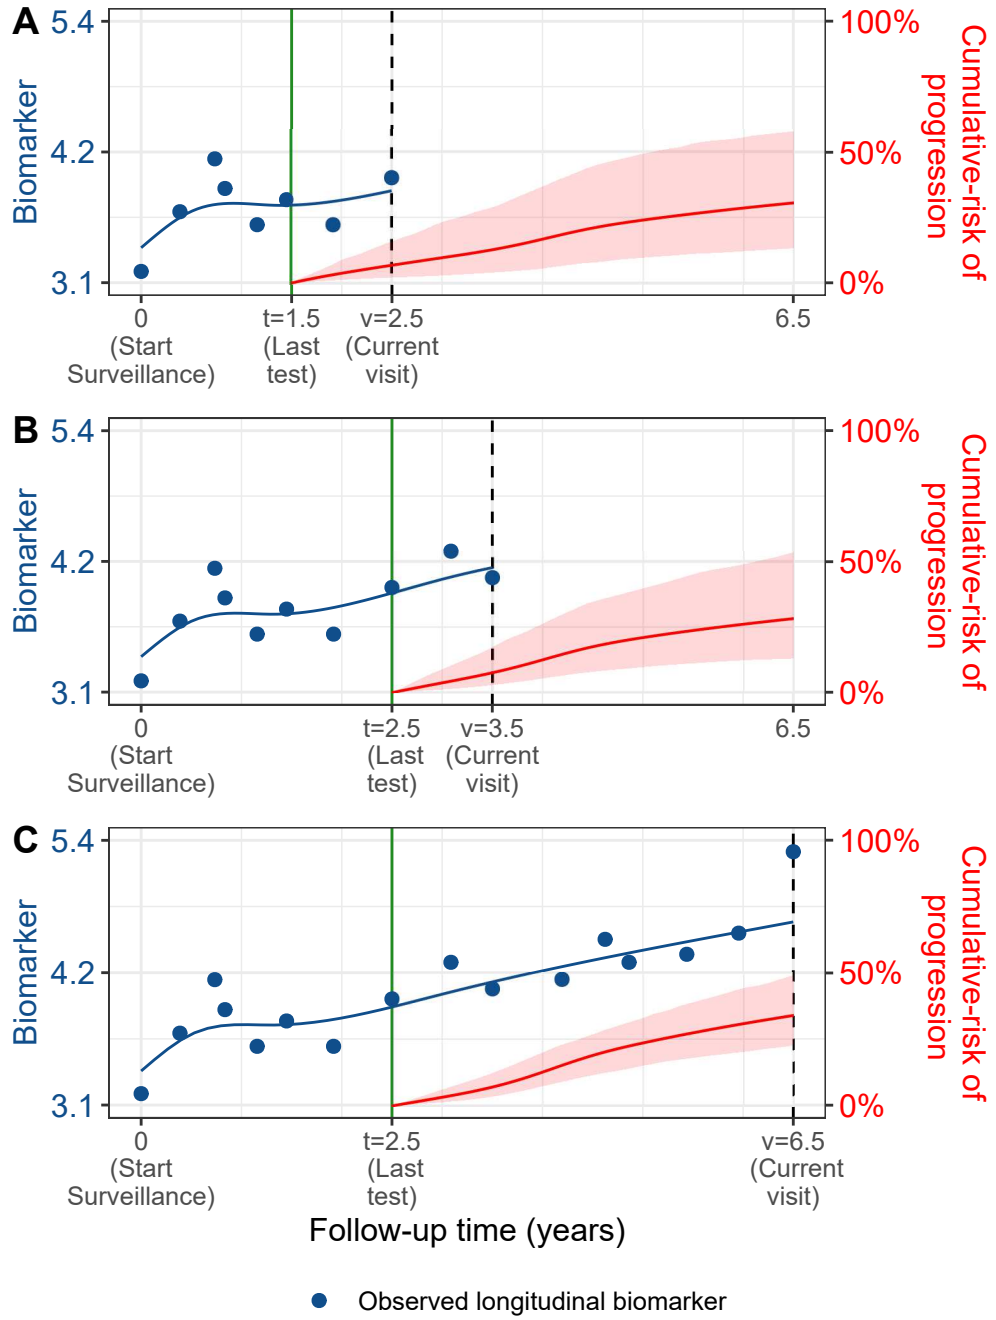 A
5.4
4.2
3.1
Biomarker
100%
50%
0%
Cumulative-risk of
progression
0
(Start
Surveillance)
t=1.5
(Last
test)
v=2.5
(Current
visit)
6.5
B
5.4
4.2
3.1
Biomarker
100%
50%
0%
Cumulative-risk of
progression
0
(Start
Surveillance)
t=2.5
(Last
test)
v=3.5
(Current
visit)
6.5
C
5.4
4.2
3.1
Biomarker
100%
50%
0%
Cumulative-risk of
progression
0
(Start
Surveillance)
t=2.5
(Last
test)
v=6.5
(Current
visit)
Follow-up time (years)
Observed longitudinal biomarker